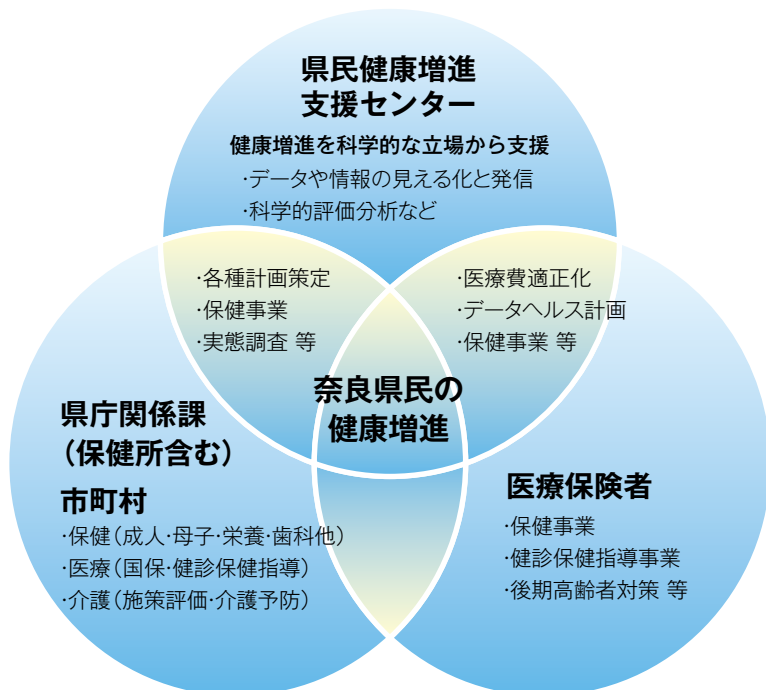 県民健康増進
支援センター
健康増進を科学的な立場から支援
・データや情報の見える化と発信
・科学的評価分析など
・各種計画策定
・保健事業
・実態調査 等
・医療費適正化
・データヘルス計画
・保健事業 等
奈良県民の
健康増進
県庁関係課
（保健所含む）
市町村
・保健（成人・母子・栄養・歯科他）
・医療（国保・健診保健指導）
・介護（施策評価・介護予防）
医療保険者
・保健事業
・健診保健指導事業
・後期高齢者対策 等